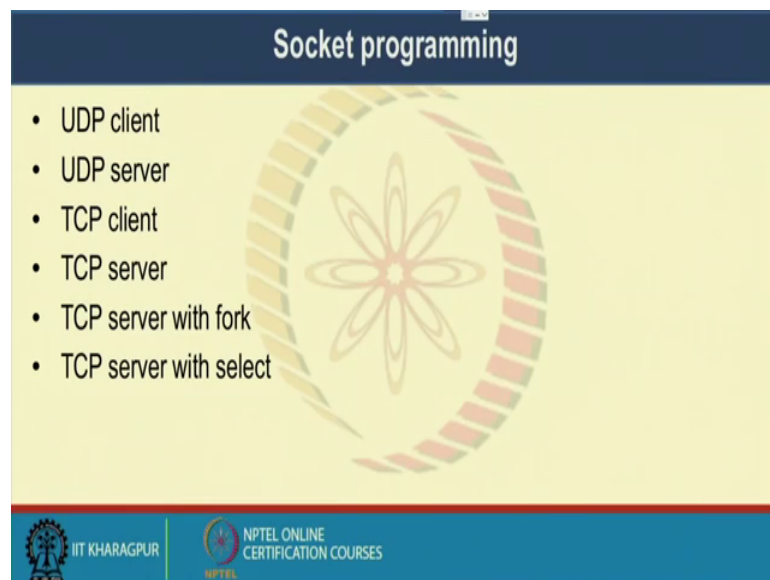 Socket programming
• UDP client
• UDP server
• TCP client
• TCP server
• TCP server with fork
• TCP server with select
IIT KHARAGPUR
NPTEL ONLINE
CERTIFICATION COURSES
NPTEL